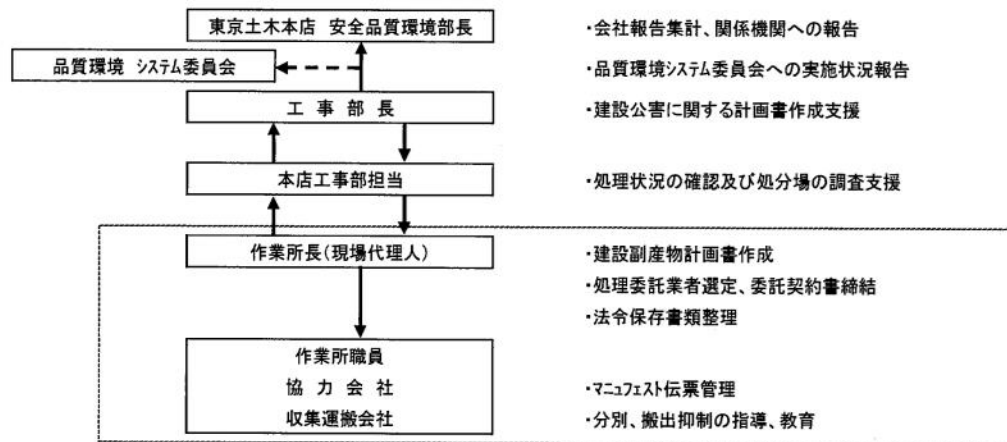 東京土木本店 安全品質環境部長
・会社報告集計、関係機関への報告
品質環境 システム委員会
・品質環境システム委員会への実施状況報告
工 事 部 長
・建設公害に関する計画書作成支援
本店工事部担当
・処理状況の確認及び処分場の調査支援
作業所長(現場代理人)
・建設副産物計画書作成
・処理委託業者選定、委託契約書締結
・法令保存書類整理
作業所職員
協 力 会 社
・マニュフェスト伝票管理
収集運搬会社
・分別、搬出抑制の指導、教育